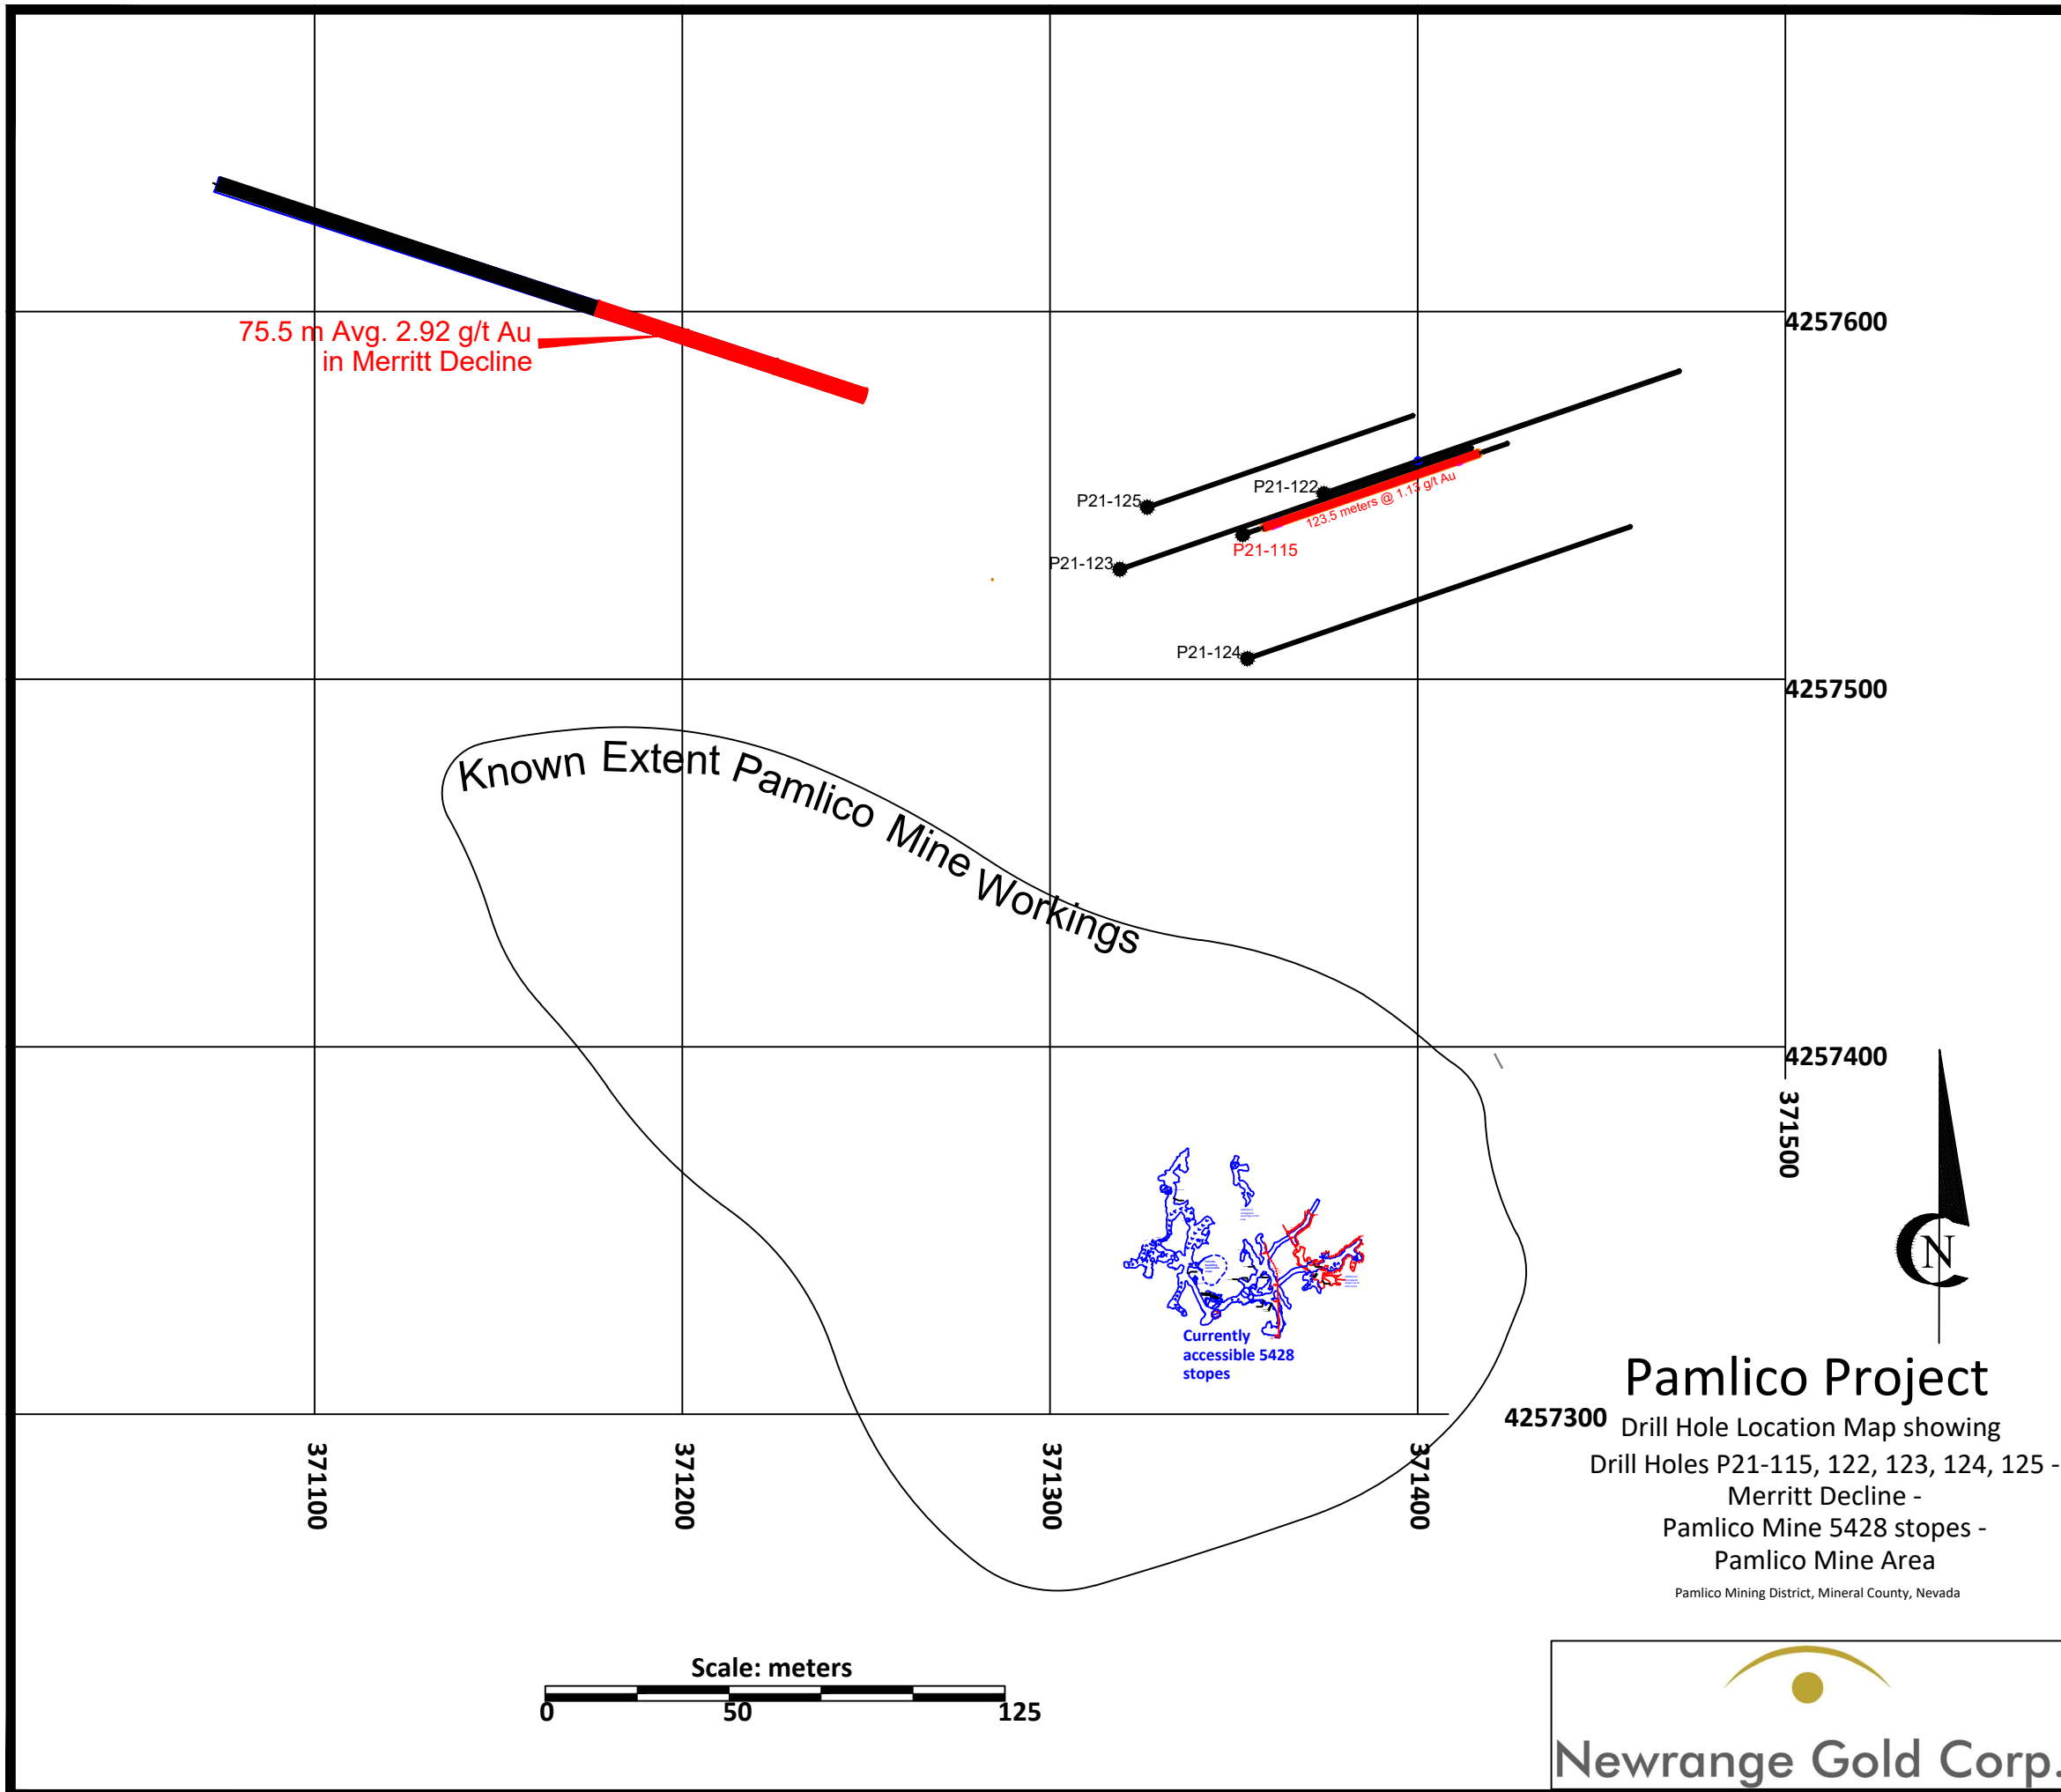 75.5 m Avg. 2.92 g/t Au
in Merritt Decline
4257600
P21-125
P21-122
123.5 meters @ 1.13 g/t Au
P21-115
P21-123
P21-124
4257500
Known Extent Pamlico Mine Workings
4257400
371500
N
Currently
accessible 5428
stopes
4257300
371100
371200
371300
371400
Pamlico Project
Drill Hole Location Map showing
Drill Holes P21-115, 122, 123, 124, 125 -
Merritt Decline -
Pamlico Mine 5428 stopes -
Pamlico Mine Area
Pamlico Mining District, Mineral County, Nevada
Scale: meters
0 50 125
Newrange Gold Corp.